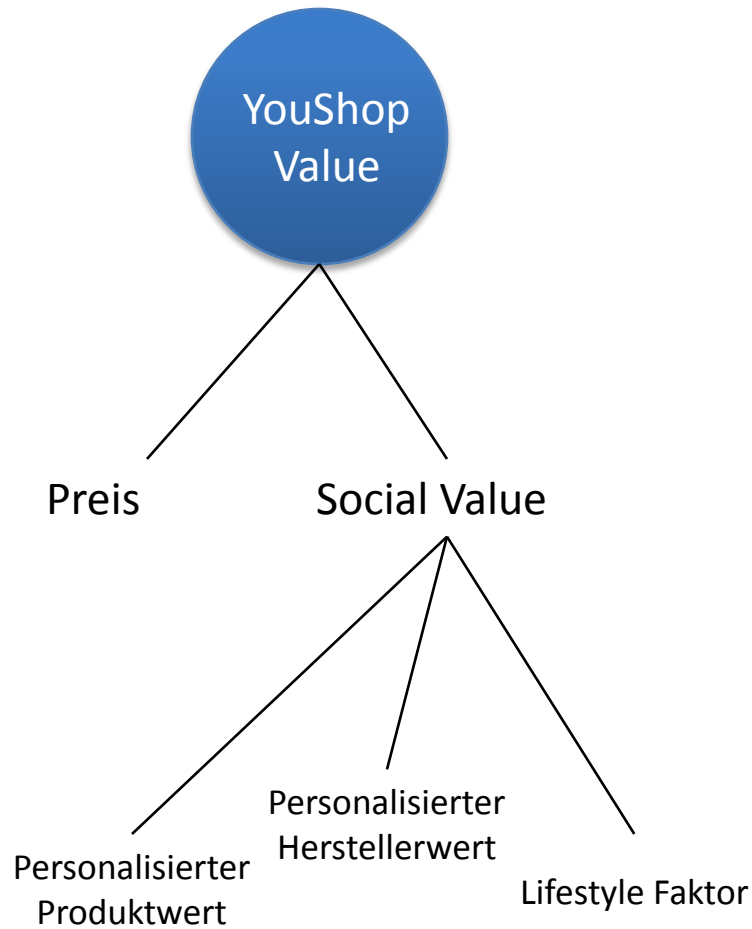 YouShop
Value
Preis
Social Value
Personalisierter
Herstellerwert
Personalisierter
Produktwert
Lifestyle Faktor